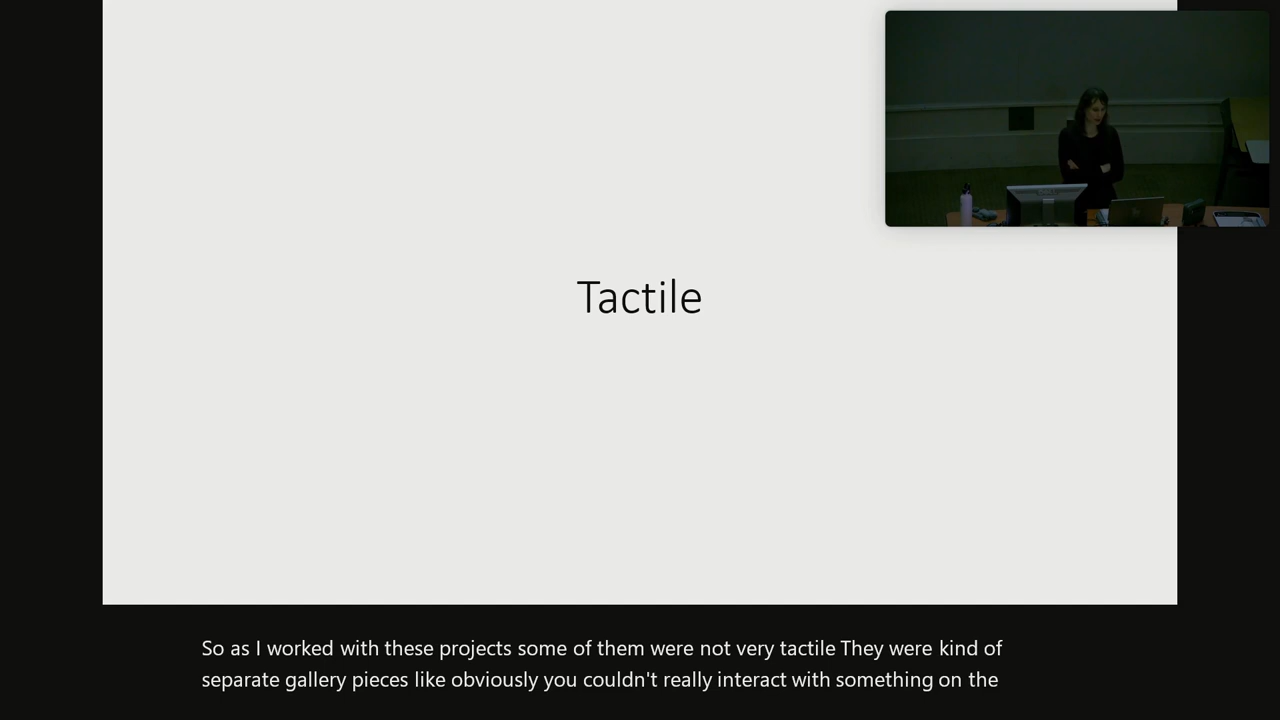 Tactile
So as I worked with these projects some of them were not very tactile They were kind of
separate gallery pieces like obviously you couldn't really interact with something on the